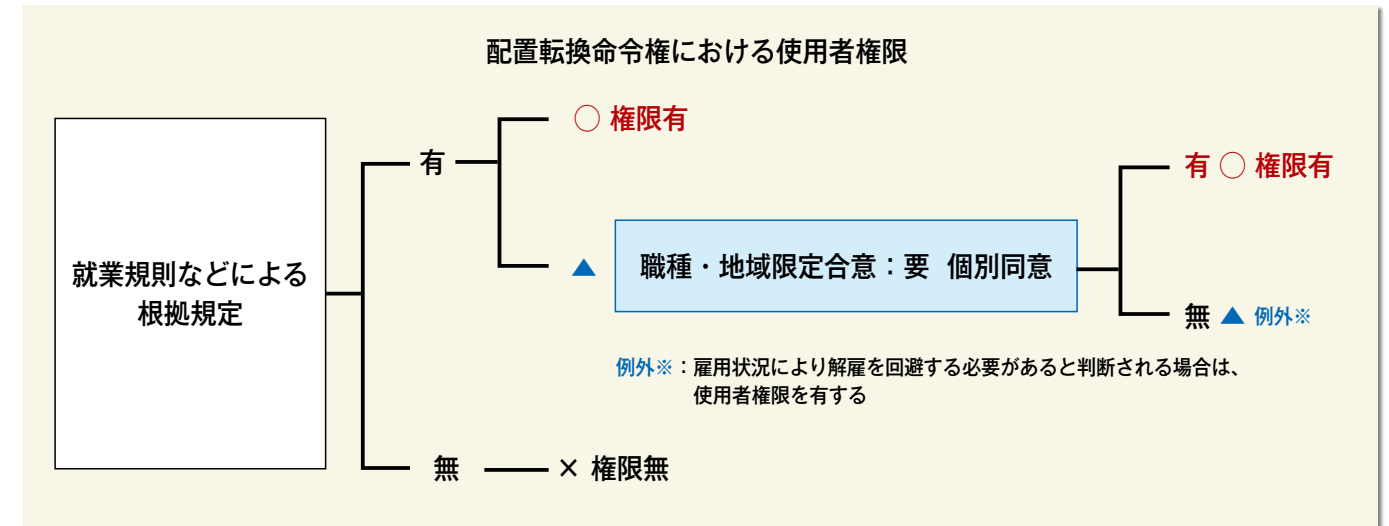 配置転換命令権における使用者権限
就業規則などによる
根拠規定
有
○ 権限有
▲
職種・地域限定合意：要 個別同意
有 ○ 権限有
無 ▲ 例外※
例外※：雇用状況により解雇を回避する必要があると判断される場合は、
使用者権限を有する
無
× 権限無